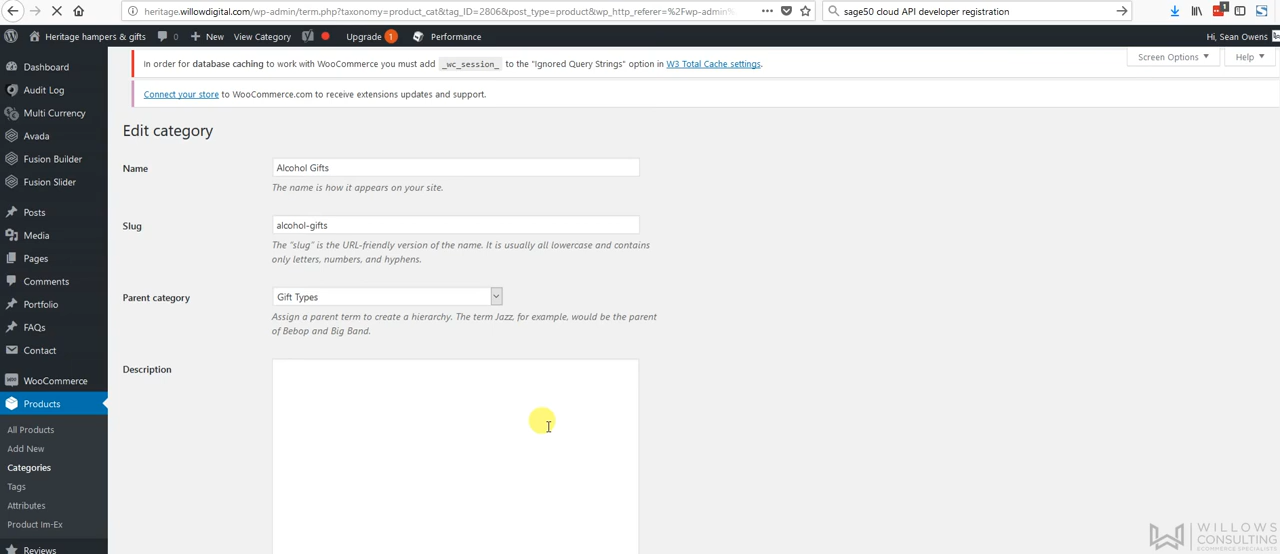 heritage.willowdigital.com/wp-admin/term.php?taxonomy=product_cat&tag_ID=2806&post_type=product&wp_http_referer=%2Fwp-admin%
sage50 cloud API developer registration
1
Heritage hampers & gifts
0
New
View Category
Upgrade 1
Performance
Hi, Sean Owens
Dashboard
Audit Log
Multi Currency
Avada
Fusion Builder
Fusion Slider
Posts
Media
Pages
Comments
Portfolio
FAQs
Contact
WooCommerce
Products
All Products
Add New
Categories
Tags
Attributes
Product Im-Ex
Reviews
In order for database caching to work with WooCommerce you must add _wc_session_ to the "Ignored Query Strings" option in W3 Total Cache settings.
Screen Options
Help
Connect your store to WooCommerce.com to receive extensions updates and support.
Edit category
Name
Alcohol Gifts
The name is how it appears on your site.
Slug
alcohol-gifts
The "slug" is the URL-friendly version of the name. It is usually all lowercase and contains
only letters, numbers, and hyphens.
Parent category
Gift Types
Assign a parent term to create a hierarchy. The term Jazz, for example, would be the parent
of Bebop and Big Band.
Description
WILLOWS
CONSULTING
ECOMMERCE SPECIALISTS